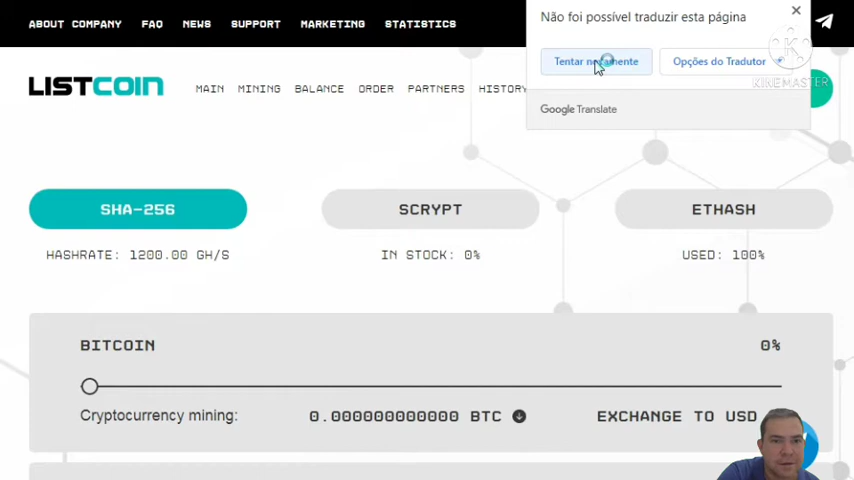 ABOUT COMPANY FAQ NEWS SUPPORT MARKETING STATISTICS
Não foi possível traduzir esta página
Tentar novamente Opções do Tradutor
KINEMASTER
Google Translate
LISTCOIN
MAIN MINING BALANCE ORDER PARTNERS HISTORY
SHA-256 SCRYPT ETHASH
HASHRATE: 1200.00 GH/S IN STOCK: 0% USED: 100%
BITCOIN 0%
Cryptocurrency mining: 0.000000000000 BTC EXCHANGE TO USD